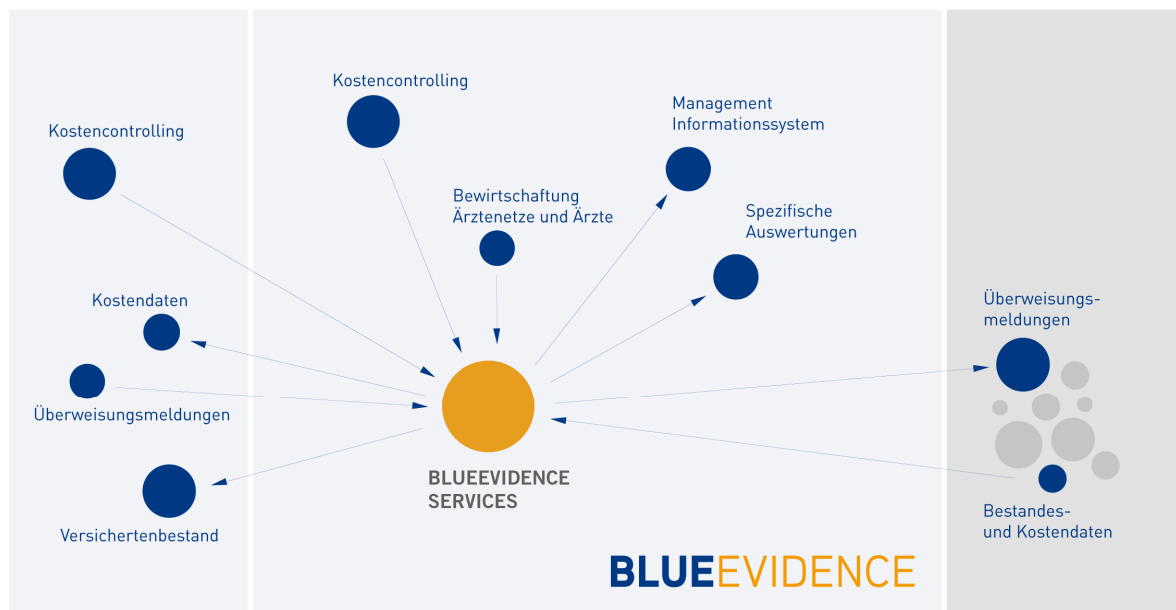 Kostencontrolling
Kostendaten
Überweisungsmeldungen
Versichertenbestand
Kostencontrolling
Management
Informationssystem
Bewirtschaftung
Ärztenetze und Ärzte
Spezifische
Auswertungen
BLUEEVIDENCE
SERVICES
BLUEEVIDENCE
Überweisungs-
meldungen
Bestandes-
und Kostendaten